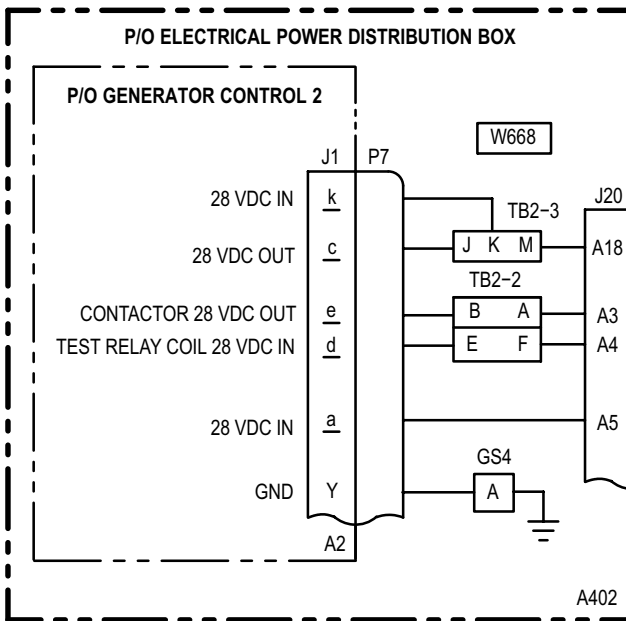 P/O ELECTRICAL POWER DISTRIBUTION BOX
P/O GENERATOR CONTROL 2
W668
J1 P7
J20
28 VDC IN k
TB2−3
28 VDC OUT c J K M A18
TB2−2
CONTACTOR 28 VDC OUT e B A A3
TEST RELAY COIL 28 VDC IN d E F A4
28 VDC IN a A5
GS4
GND Y A
A2
A402